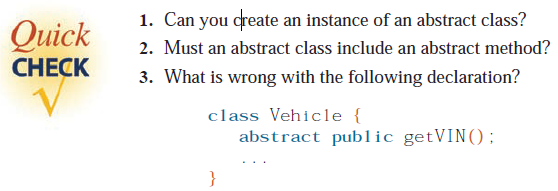 Quick
CHECK
1. Can you create an instance of an abstract class?
2. Must an abstract class include an abstract method?
3. What is wrong with the following declaration?
class Vehicle {
abstract public getVIN();
...
}